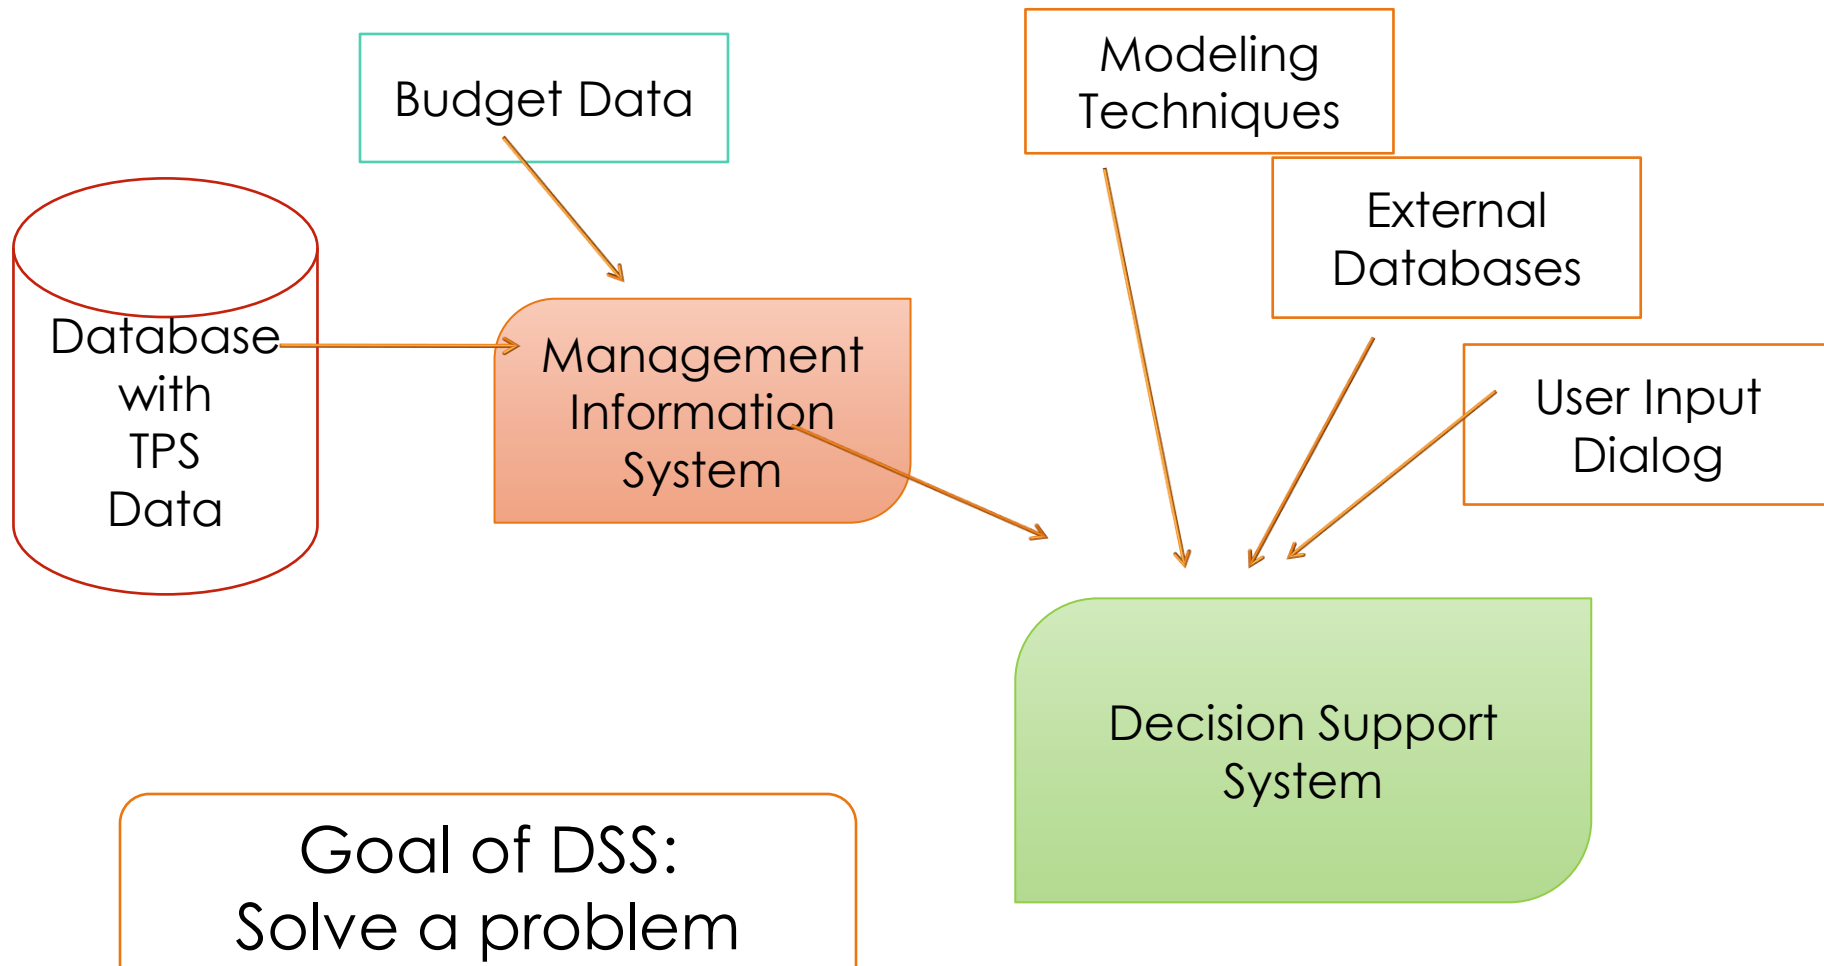 Budget Data
Modeling
Techniques
External
Databases
User Input
Dialog
Database
with
TPS
Data
Management
Information
System
Decision Support
System
Goal of DSS:
Solve a problem